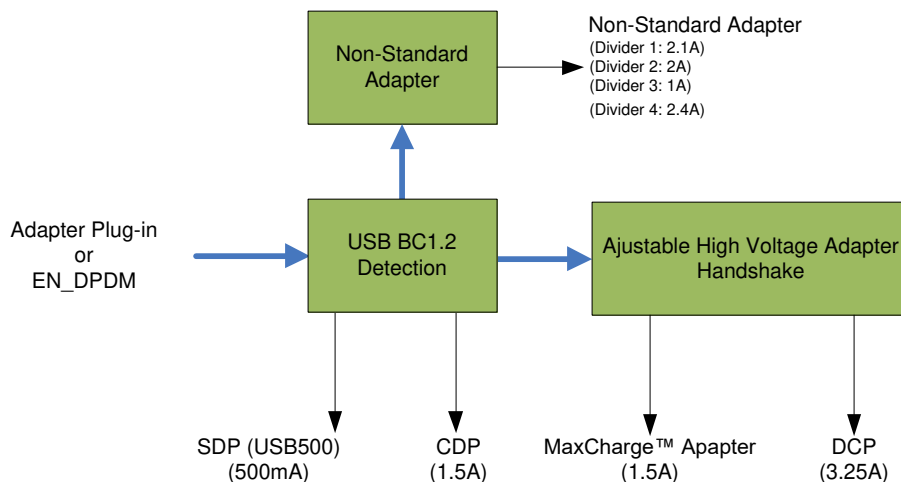 Non-Standard
Adapter
Non-Standard Adapter
(Divider 1: 2.1A)
(Divider 2: 2A)
(Divider 3: 1A)
(Divider 4: 2.4A)
Adapter Plug-in
or
EN_DPDM
USB BC1.2
Detection
Ajustable High Voltage Adapter
Handshake
SDP (USB500)
(500mA)
CDP
(1.5A)
MaxCharge™ Apapter
(1.5A)
DCP
(3.25A)